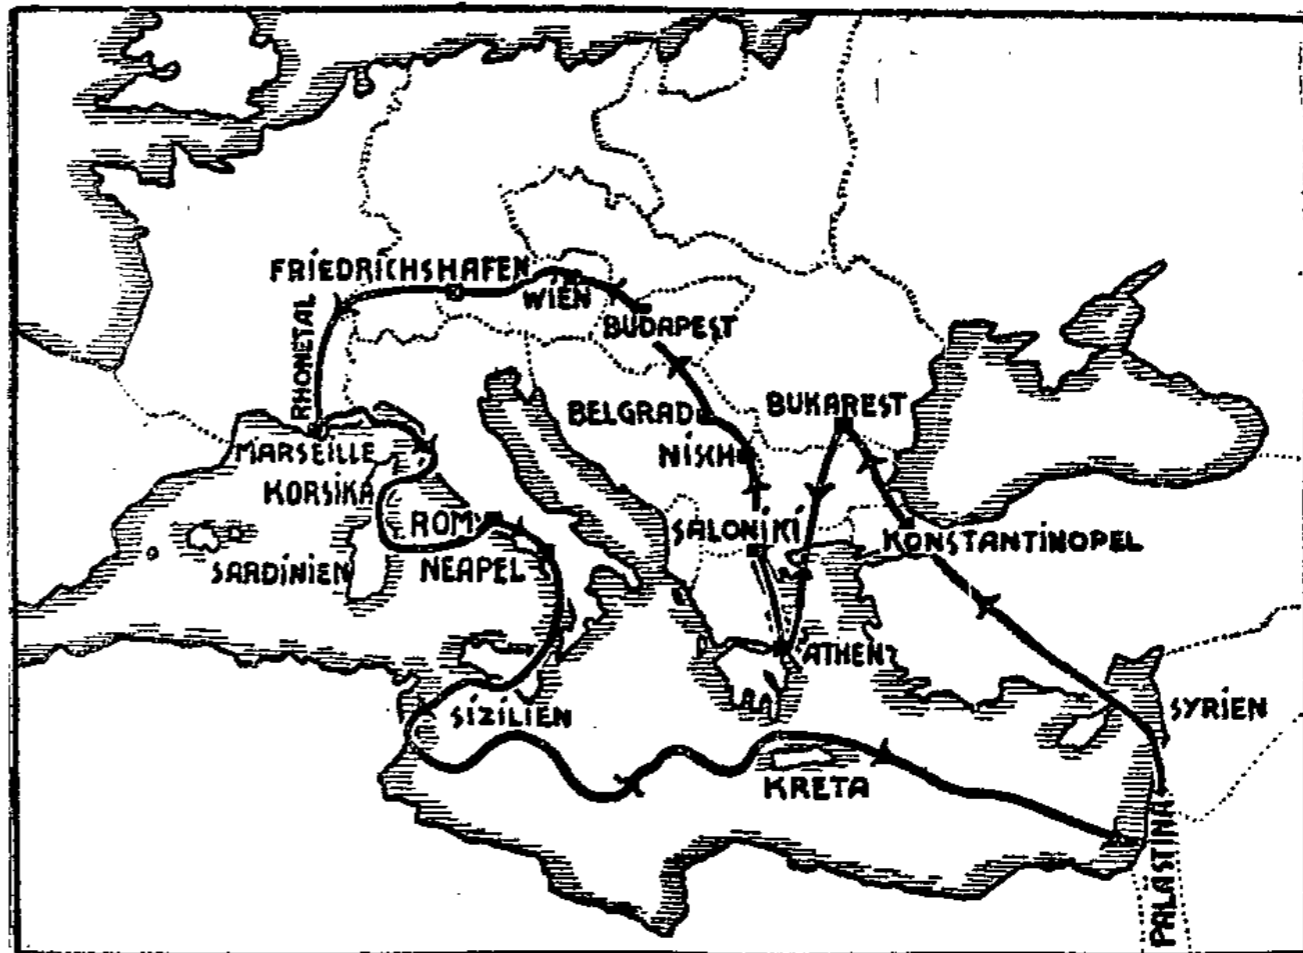 FRIEDRICHSHAFEN
WIEN
RHONETAL
BUDAPEST
BELGRAD
BUKAREST
MARSEILLE
NISCH
KORSIKA
ROM
SALONIKI
KONSTANTINOPEL
SARDINIEN
NEAPEL
ATHEN
SIZILIEN
SYRIEN
KRETA
PALÄSTINA